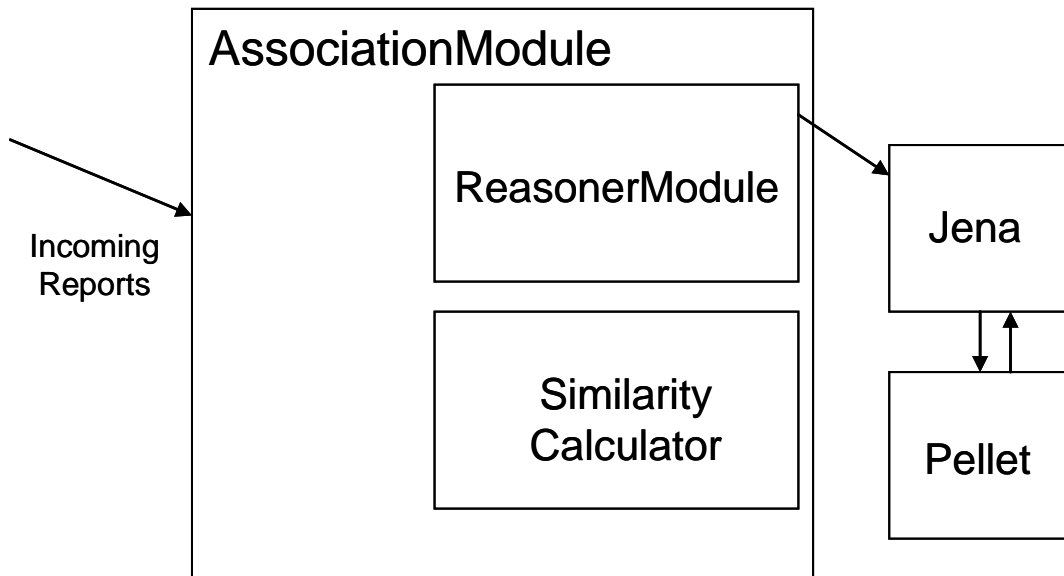 AssociationModule
ReasonerModule
Jena
Incoming
Reports
Similarity
Calculator
Pellet